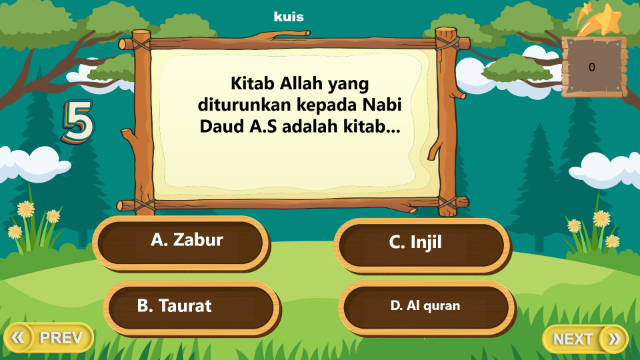 kuis
0
5
Kitab Allah yang
diturunkan kepada Nabi
Daud A.S adalah kitab...
A. Zabur
C. Injil
B. Taurat
D. Al quran
« PREV
NEXT »